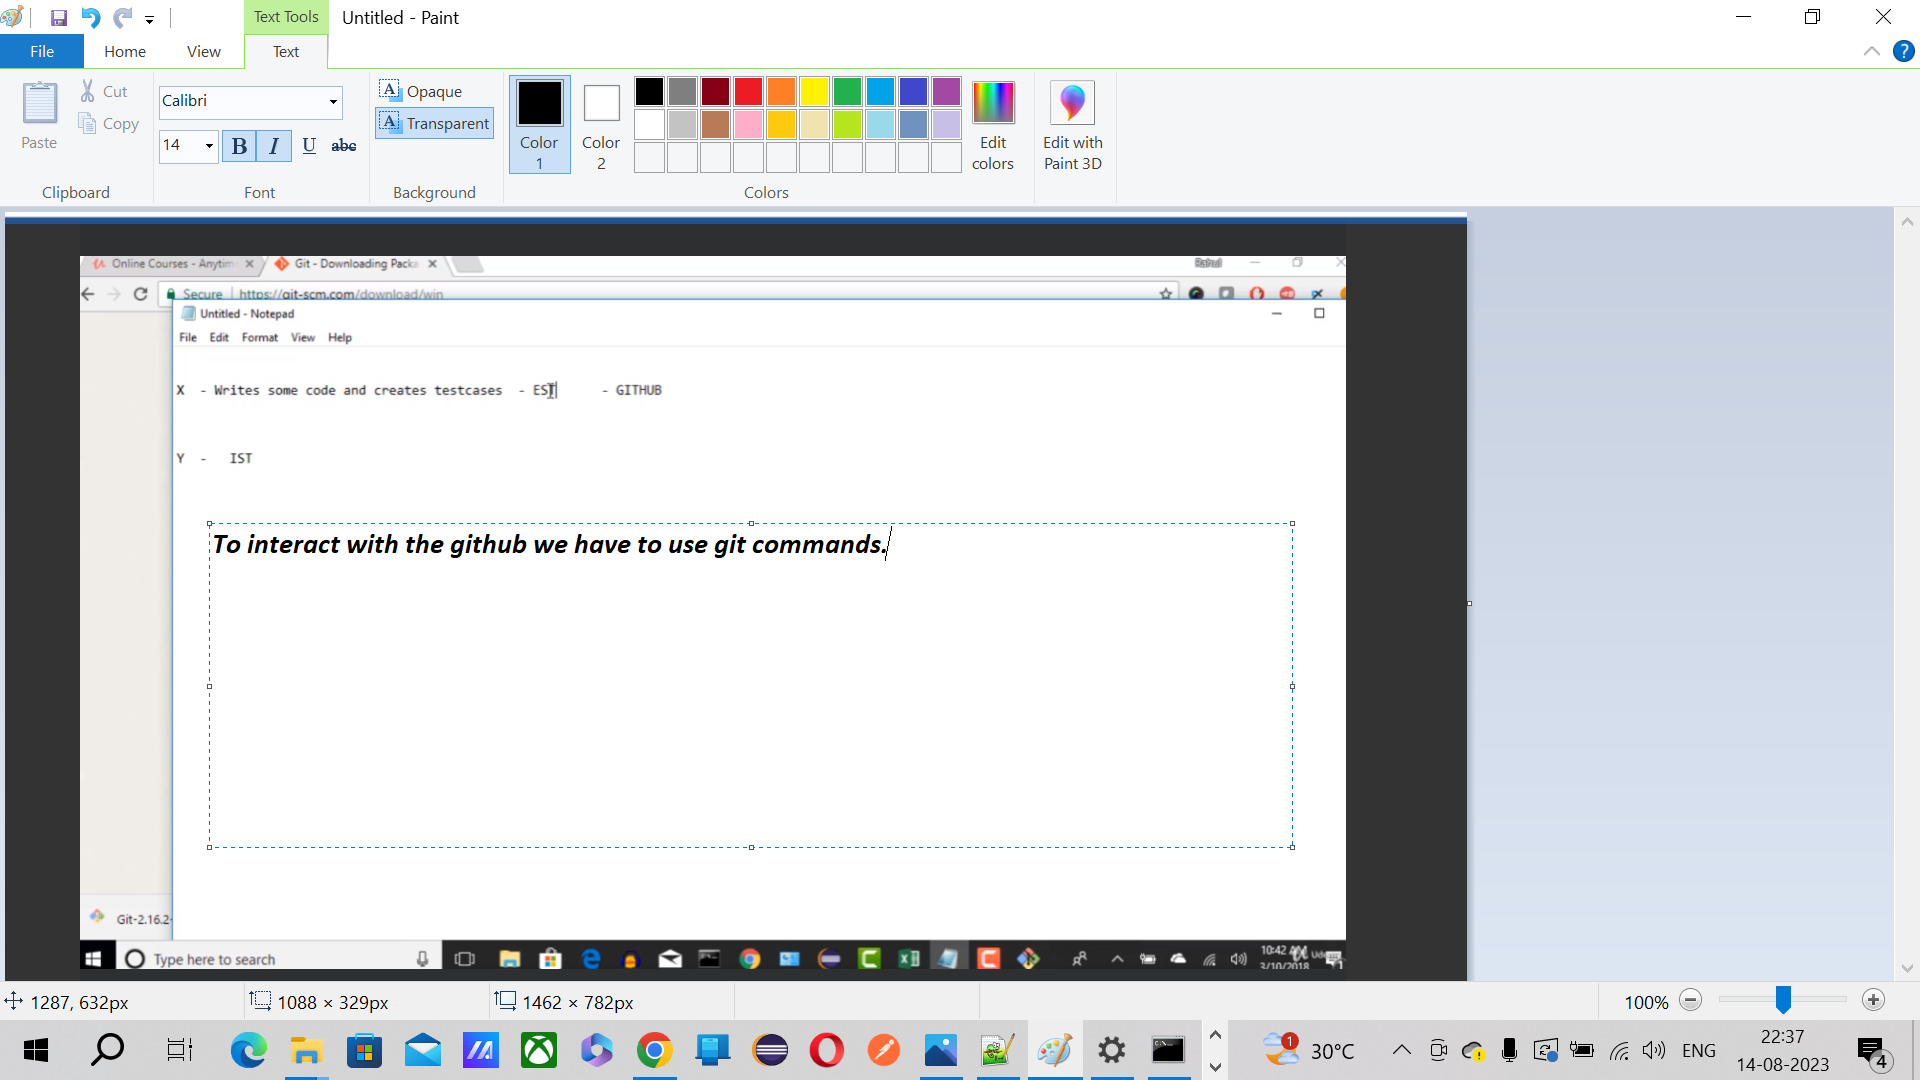 Text Tools
Untitled - Paint
File
Home
View
Text
Paste
Cut
Copy
Clipboard
Calibri
14
B
I
U
abc
Font
A
Opaque
A
Transparent
Background
Color
1
Color
2
Colors
Edit
colors
Edit with
Paint 3D
Online Courses - Anytim
Git - Downloading Packa
Rahul
Secure
https://git-scm.com/download/win
Untitled - Notepad
File
Edit
Format
View
Help
X - Writes some code and creates testcases - EST - GITHUB
Y - IST
To interact with the github we have to use git commands.
Git-2.16.2-
Type here to search
10:42 AM
3/10/2018
1287, 632px
1088 × 329px
1462 × 782px
100%
1
30°C
ENG
22:37
14-08-2023
4